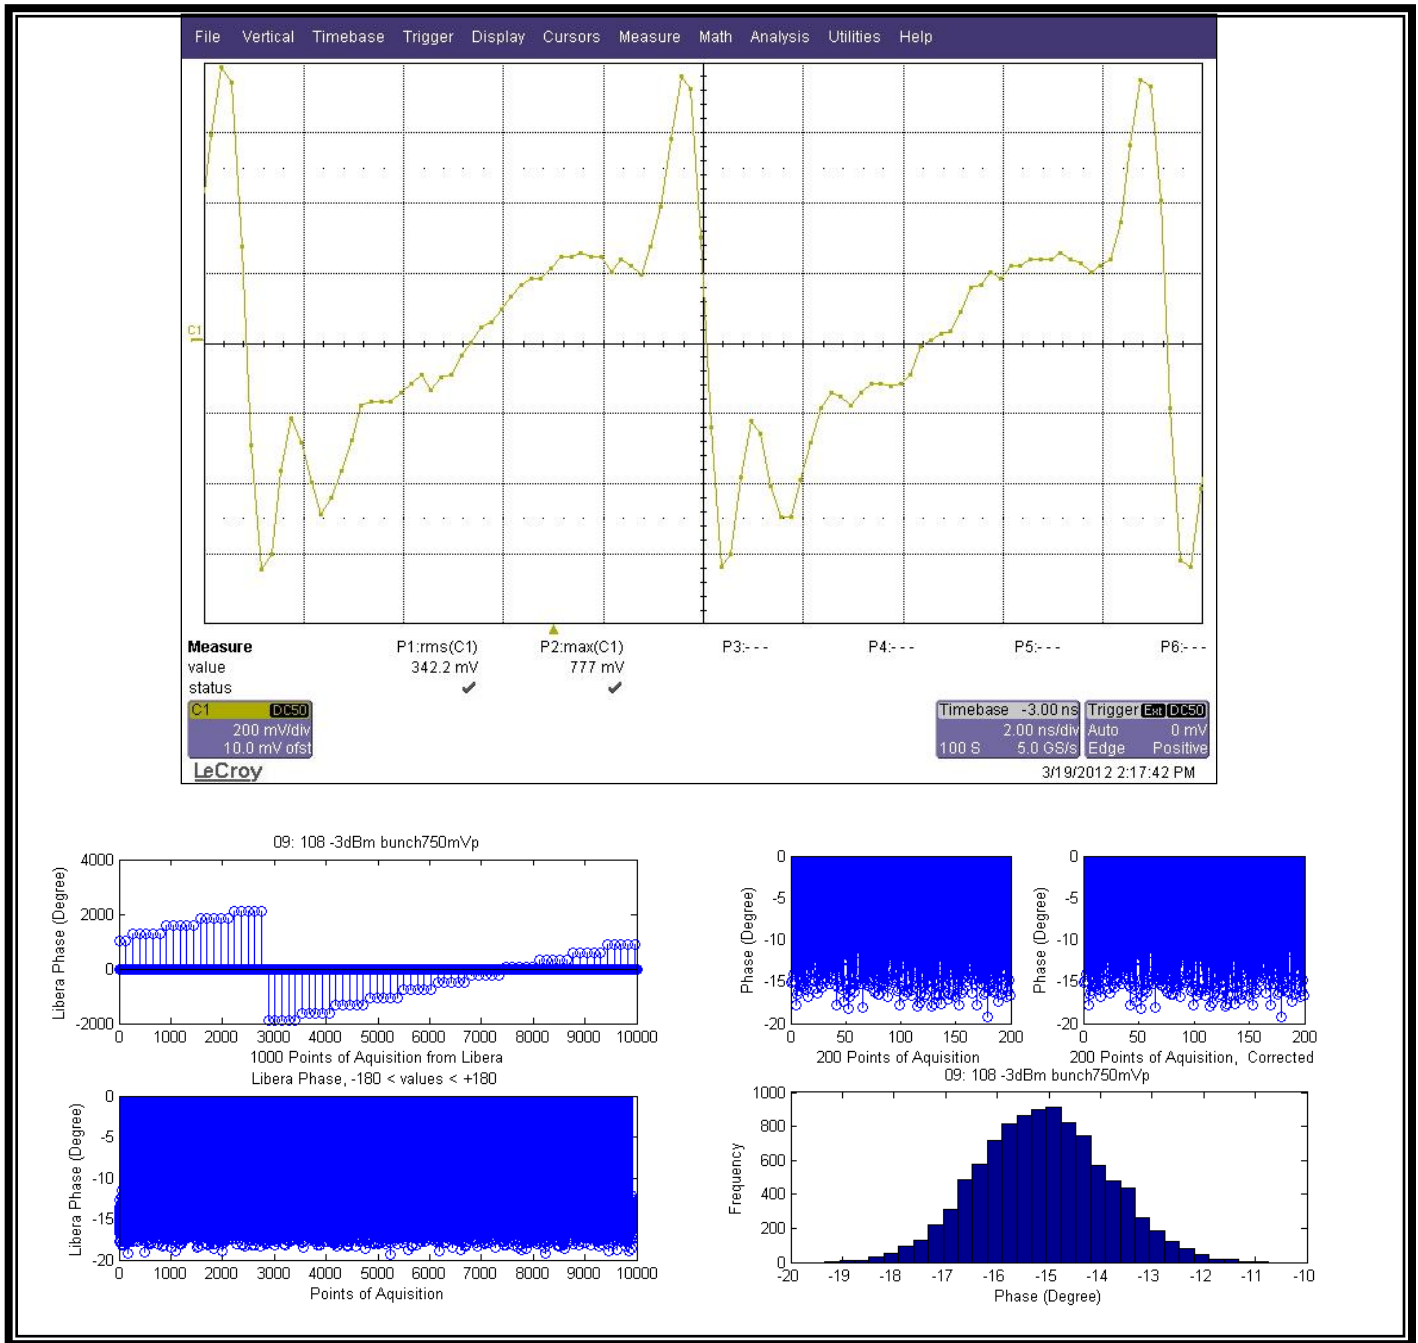 File Vertical Timebase Trigger Display Cursors Measure Math Analysis Utilities Help
C1
Measure P1:rms(C1) P2:max(C1) P3:- - - P4:- - - P5:- - - P6:- - -
value 342.2 mV 777 mV
status
C1 DC50
200 mV/div
10.0 mV ofst
Timebase -3.00 ns
2.00 ns/div
100 S 5.0 GS/s
Trigger Ext DC50
Auto 0 mV
Edge Positive
LeCroy
3/19/2012 2:17:42 PM
09: 108 -3dBm bunch750mVp
Libera Phase (Degree)
4000
2000
0
-2000
0 1000 2000 3000 4000 5000 6000 7000 8000 9000 10000
1000 Points of Aquisition from Libera
Libera Phase, -180 < values < +180
Libera Phase (Degree)
0
-5
-10
-15
-20
0 1000 2000 3000 4000 5000 6000 7000 8000 9000 10000
Points of Aquisition
Phase (Degree)
0
-5
-10
-15
-20
0 50 100 150 200
200 Points of Aquisition
Phase (Degree)
0
-5
-10
-15
-20
0 50 100 150 200
200 Points of Aquisition, Corrected
09: 108 -3dBm bunch750mVp
Frequency
1000
800
600
400
200
0
-20 -19 -18 -17 -16 -15 -14 -13 -12 -11 -10
Phase (Degree)